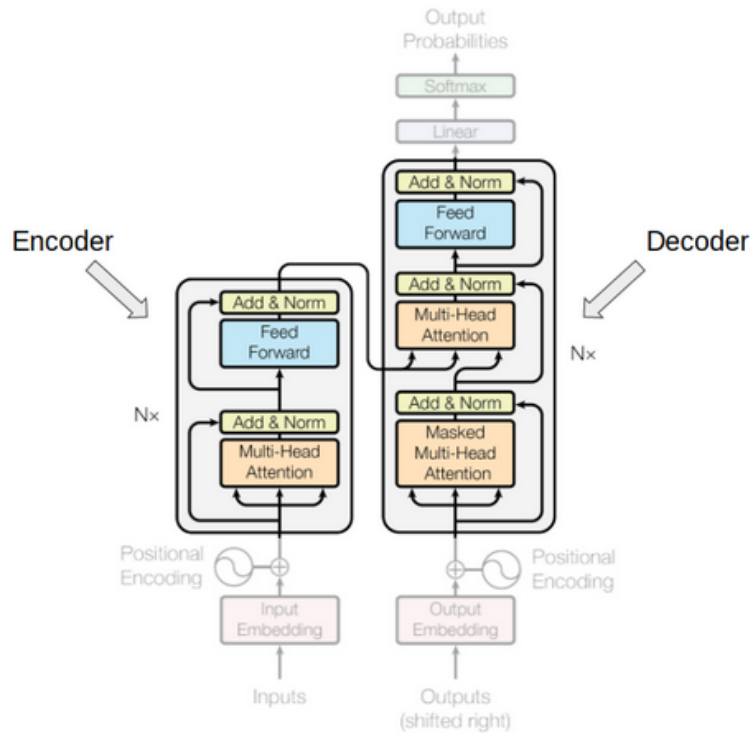 Output
Probabilities
Softmax
Linear
Encoder
Decoder
Add & Norm
Feed
Forward
Add & Norm
Multi-Head
Attention
Add & Norm
Masked
Multi-Head
Attention
N×
Add & Norm
Feed
Forward
Add & Norm
Multi-Head
Attention
N×
Positional
Encoding
Positional
Encoding
Input
Embedding
Output
Embedding
Inputs
Outputs
(shifted right)